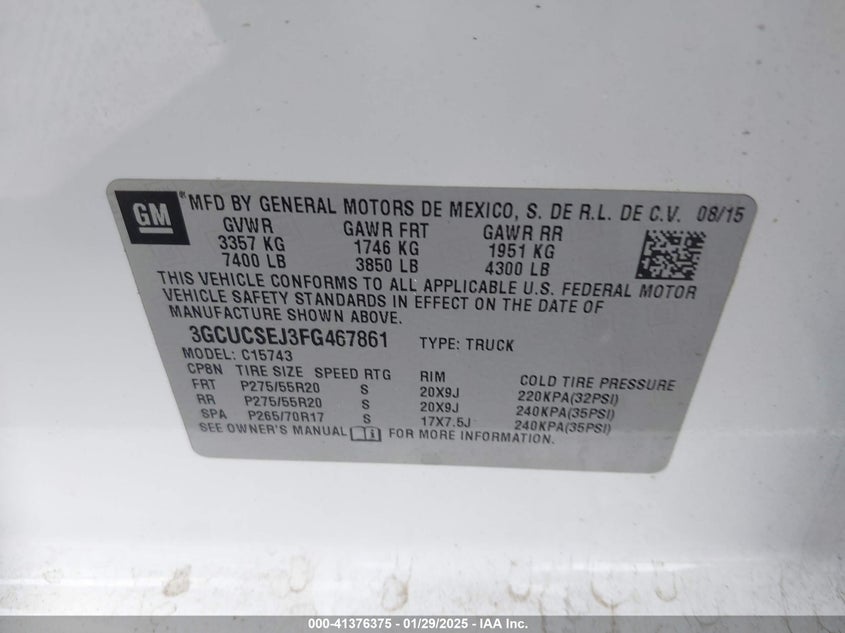 GM
MFD BY GENERAL MOTORS DE MEXICO, S. DE R.L. DE C.V. 08/15
GVWR GAWR FRT GAWR RR
3357 KG 1746 KG 1951 KG
7400 LB 3850 LB 4300 LB
THIS VEHICLE CONFORMS TO ALL APPLICABLE U.S. FEDERAL MOTOR
VEHICLE SAFETY STANDARDS IN EFFECT ON THE DATE OF
MANUFACTURE SHOWN ABOVE.
3GCUCSEJ3FG467861 TYPE: TRUCK
MODEL: C15743
CPBN TIRE SIZE SPEED RTG RIM COLD TIRE PRESSURE
FRT P275/55R20 S 20X9J 220KPA(32PSI)
RR P275/55R20 S 20X9J 240KPA(35PSI)
SPA P265/70R17 S 17X7.5J 240KPA(35PSI)
SEE OWNER'S MANUAL FOR MORE INFORMATION.
000-41376375 - 01/29/2025 - © IAA Inc.